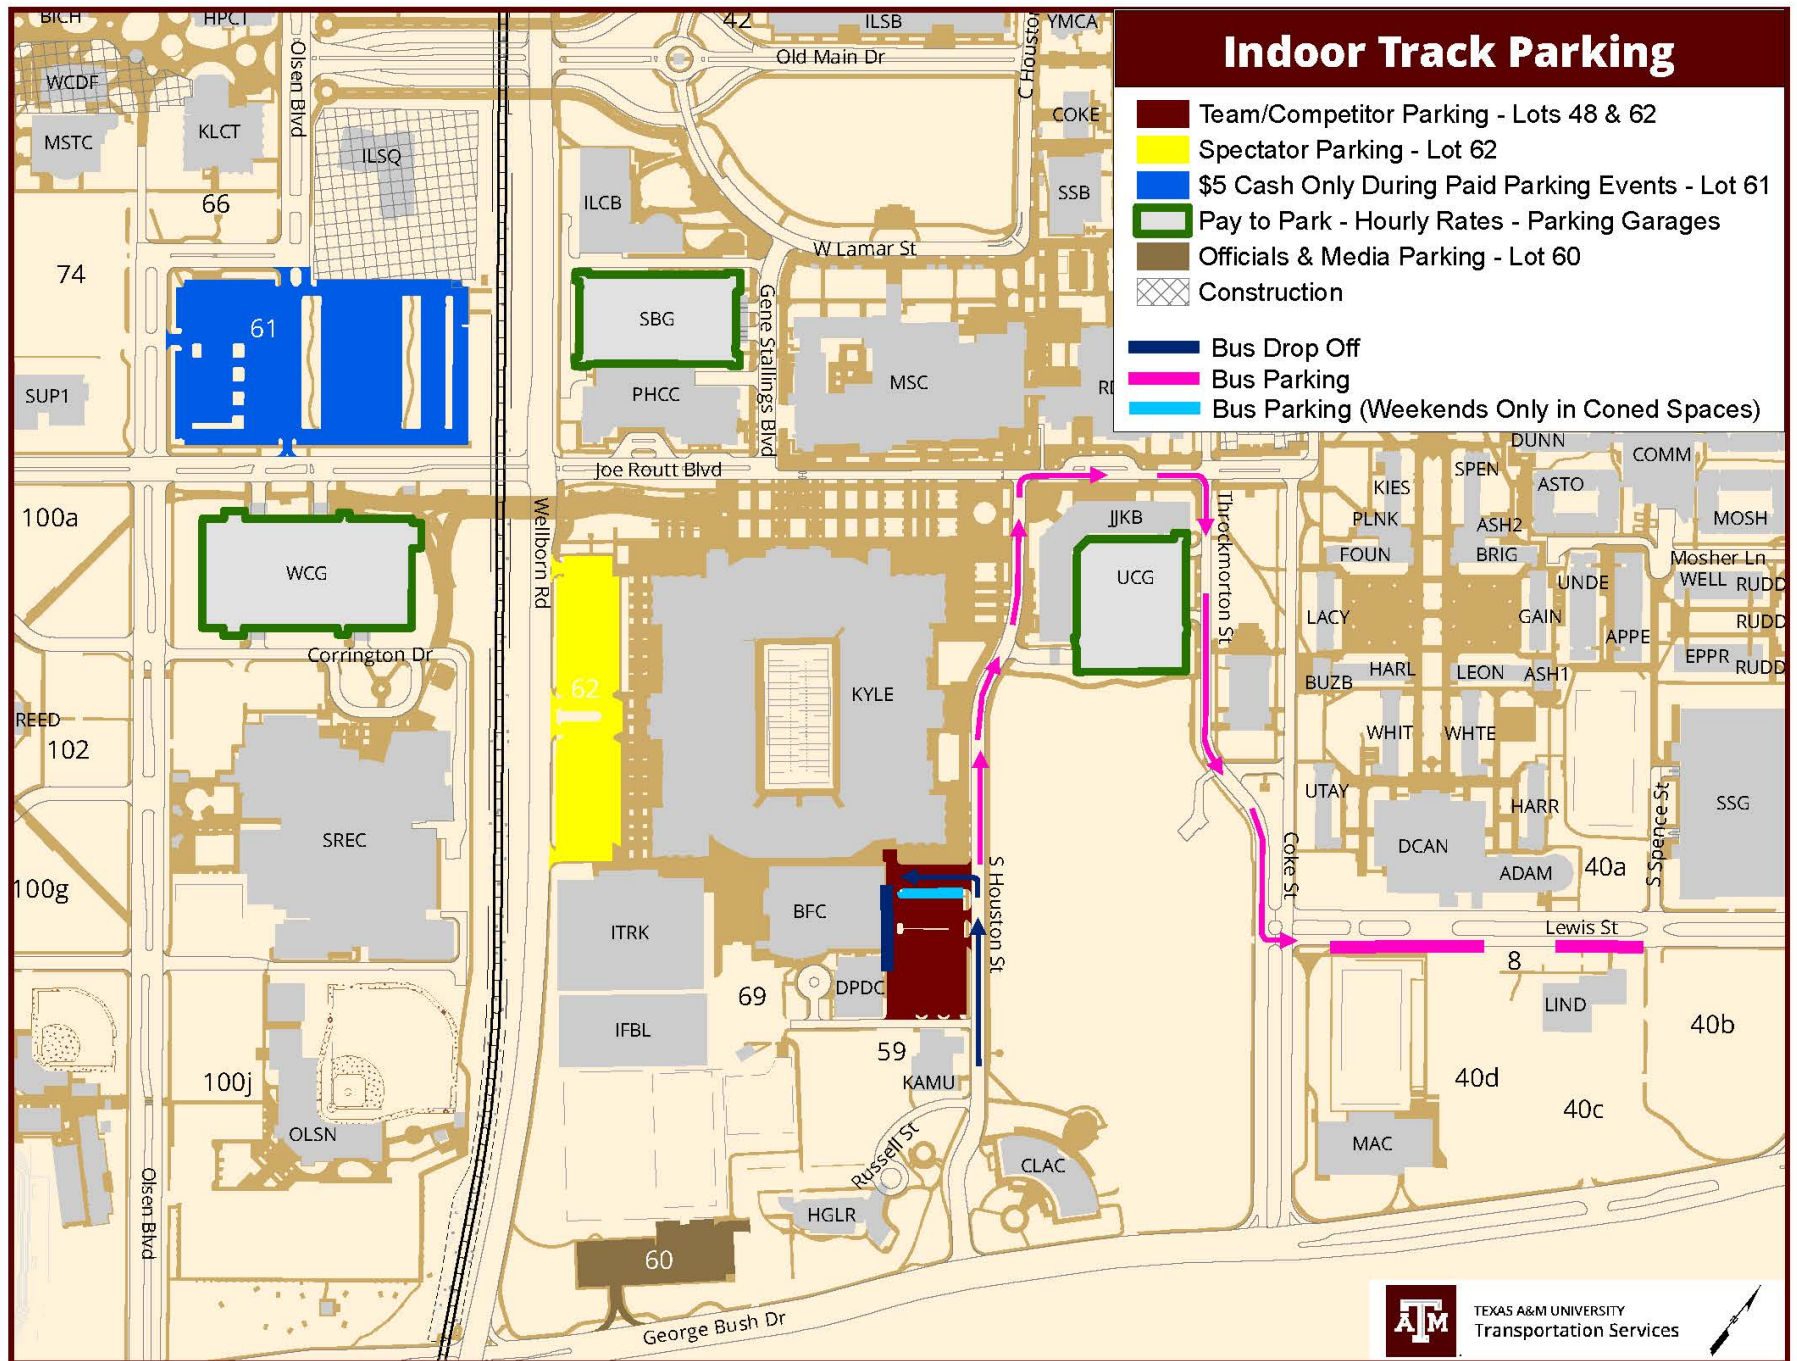 Indoor Track Parking
Team/Competitor Parking - Lots 48 & 62
Spectator Parking - Lot 62
$5 Cash Only During Paid Parking Events - Lot 61
Pay to Park - Hourly Rates - Parking Garages
Officials & Media Parking - Lot 60
Construction
Bus Drop Off
Bus Parking
Bus Parking (Weekends Only in Coned Spaces)
BICH
HPCT
Olsen Blvd
42
ILSB
YMCA
Old Main Dr
C Houston
WCDF
MSTC
KLCT
ILSQ
COKE
66
ILCB
SSB
W Lamar St
74
61
SBG
Gene Stallings Blvd
SUP1
PHCC
MSC
DUNN
COMM
Joe Routt Blvd
SPEN
KIES
ASTO
100a
Wellborn Rd
JJKB
Throckmorton St
PLNK
ASH2
MOSH
WCG
UCG
FOUN
BRIG
Mosher Ln
UNDE
WELL
RUDD
LACY
GAIN
APPE
RUDD
Corrington Dr
62
KYLE
HARL
LEON
ASH1
EPPR
RUDD
BUZB
REED
102
WHIT
WHTE
UTAY
HARR
S Spence St
SSG
SREC
Coke St
DCAN
ADAM
40a
100g
ITRK
BFC
S Houston St
Lewis St
8
DPDC
69
LIND
IFBL
59
40b
KAMU
100j
40d
40c
OLSN
Russell St
CLAC
MAC
Olsen Blvd
HGLR
60
George Bush Dr
ATM
TEXAS A&M UNIVERSITY
Transportation Services